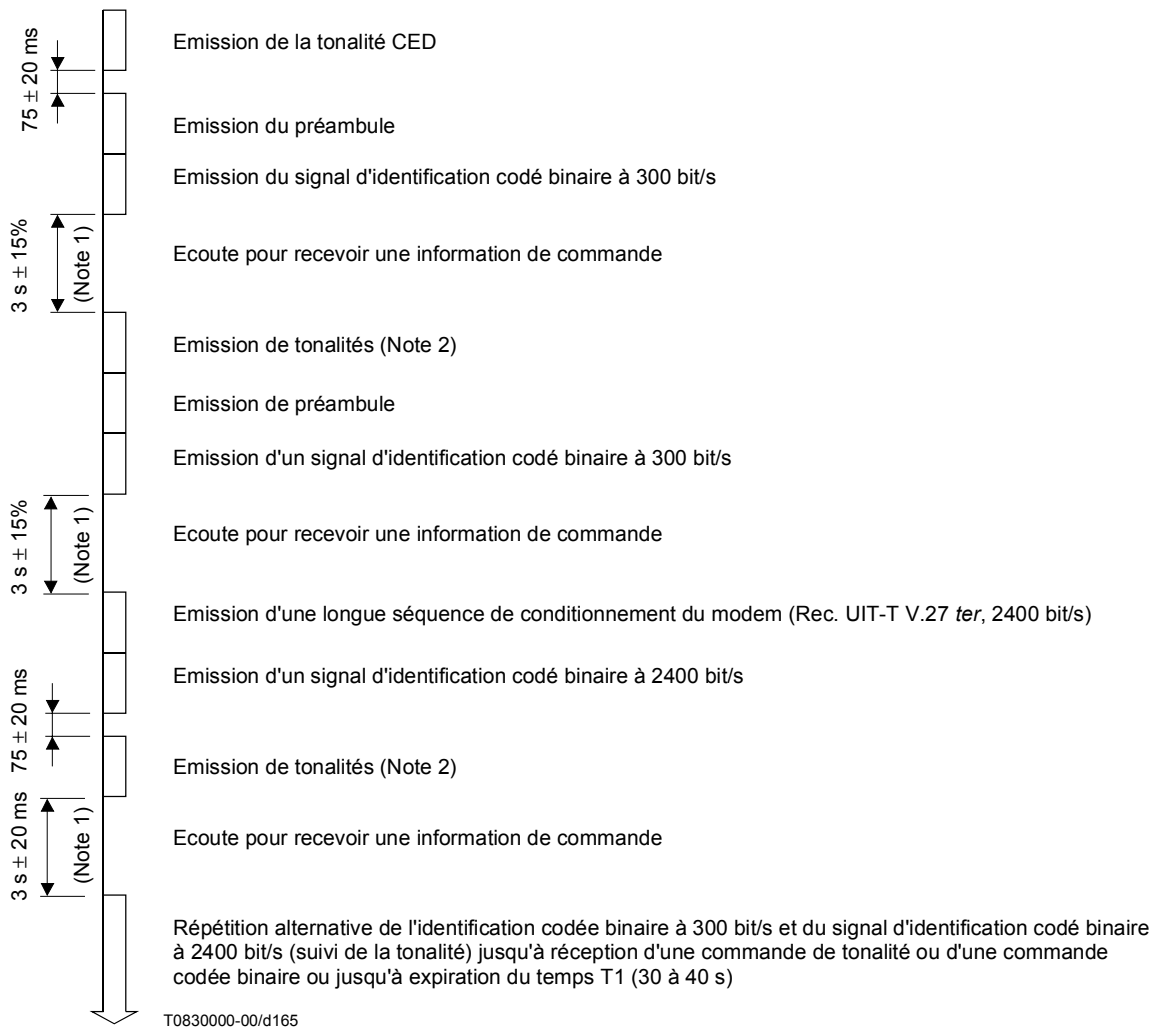 Emission de la tonalité CED
75 ± 20 ms
Emission du préambule
Emission du signal d'identification codé binaire à 300 bit/s
3 s ± 15%
(Note 1)
Ecoute pour recevoir une information de commande
Emission de tonalités (Note 2)
Emission de préambule
Emission d'un signal d'identification codé binaire à 300 bit/s
3 s ± 15%
(Note 1)
Ecoute pour recevoir une information de commande
Emission d'une longue séquence de conditionnement du modem (Rec. UIT-T V.27 ter, 2400 bit/s)
Emission d'un signal d'identification codé binaire à 2400 bit/s
75 ± 20 ms
Emission de tonalités (Note 2)
3 s ± 20 ms
(Note 1)
Ecoute pour recevoir une information de commande
Répétition alternative de l'identification codée binaire à 300 bit/s et du signal d'identification codé binaire
à 2400 bit/s (suivi de la tonalité) jusqu'à réception d'une commande de tonalité ou d'une commande
codée binaire ou jusqu'à expiration du temps T1 (30 à 40 s)
T0830000-00/d165